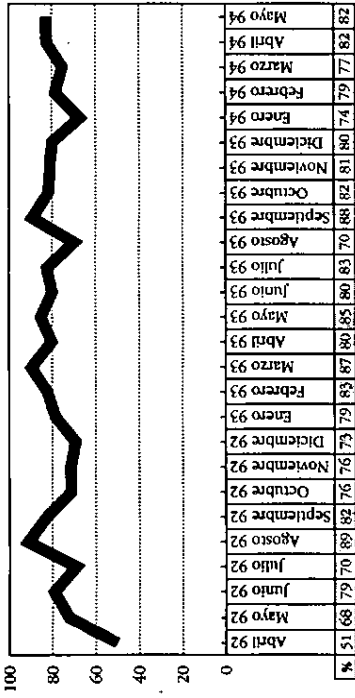 100
80
60
40
20
0
%
Abril 92 51
Mayo 92 68
Junio 92 79
Julio 92 70
Agosto 92 89
Septiembre 92 82
Octubre 92 76
Noviembre 92 76
Diciembre 92 73
Enero 93 79
Febrero 93 83
Marzo 93 87
Abril 93 80
Mayo 93 85
Junio 93 80
Julio 93 83
Agosto 93 70
Septiembre 93 88
Octubre 93 82
Noviembre 93 81
Diciembre 93 80
Enero 94 74
Febrero 94 79
Marzo 94 77
Abril 94 82
Mayo 94 82